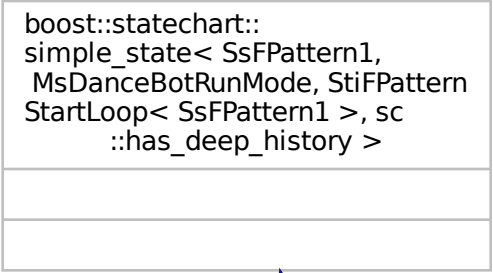 boost::statechart::
simple_state< SsFPattern1,
MsDanceBotRunMode, StiFPattern
StartLoop< SsFPattern1 >, sc
::has_deep_history >